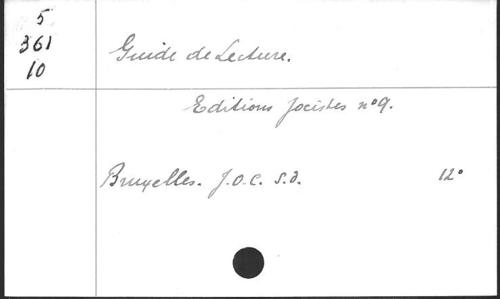 5
361
10
Guide de Lecture.
Editions Jocistes n°9.
Bruxelles. J.O.C. s.d. 12°